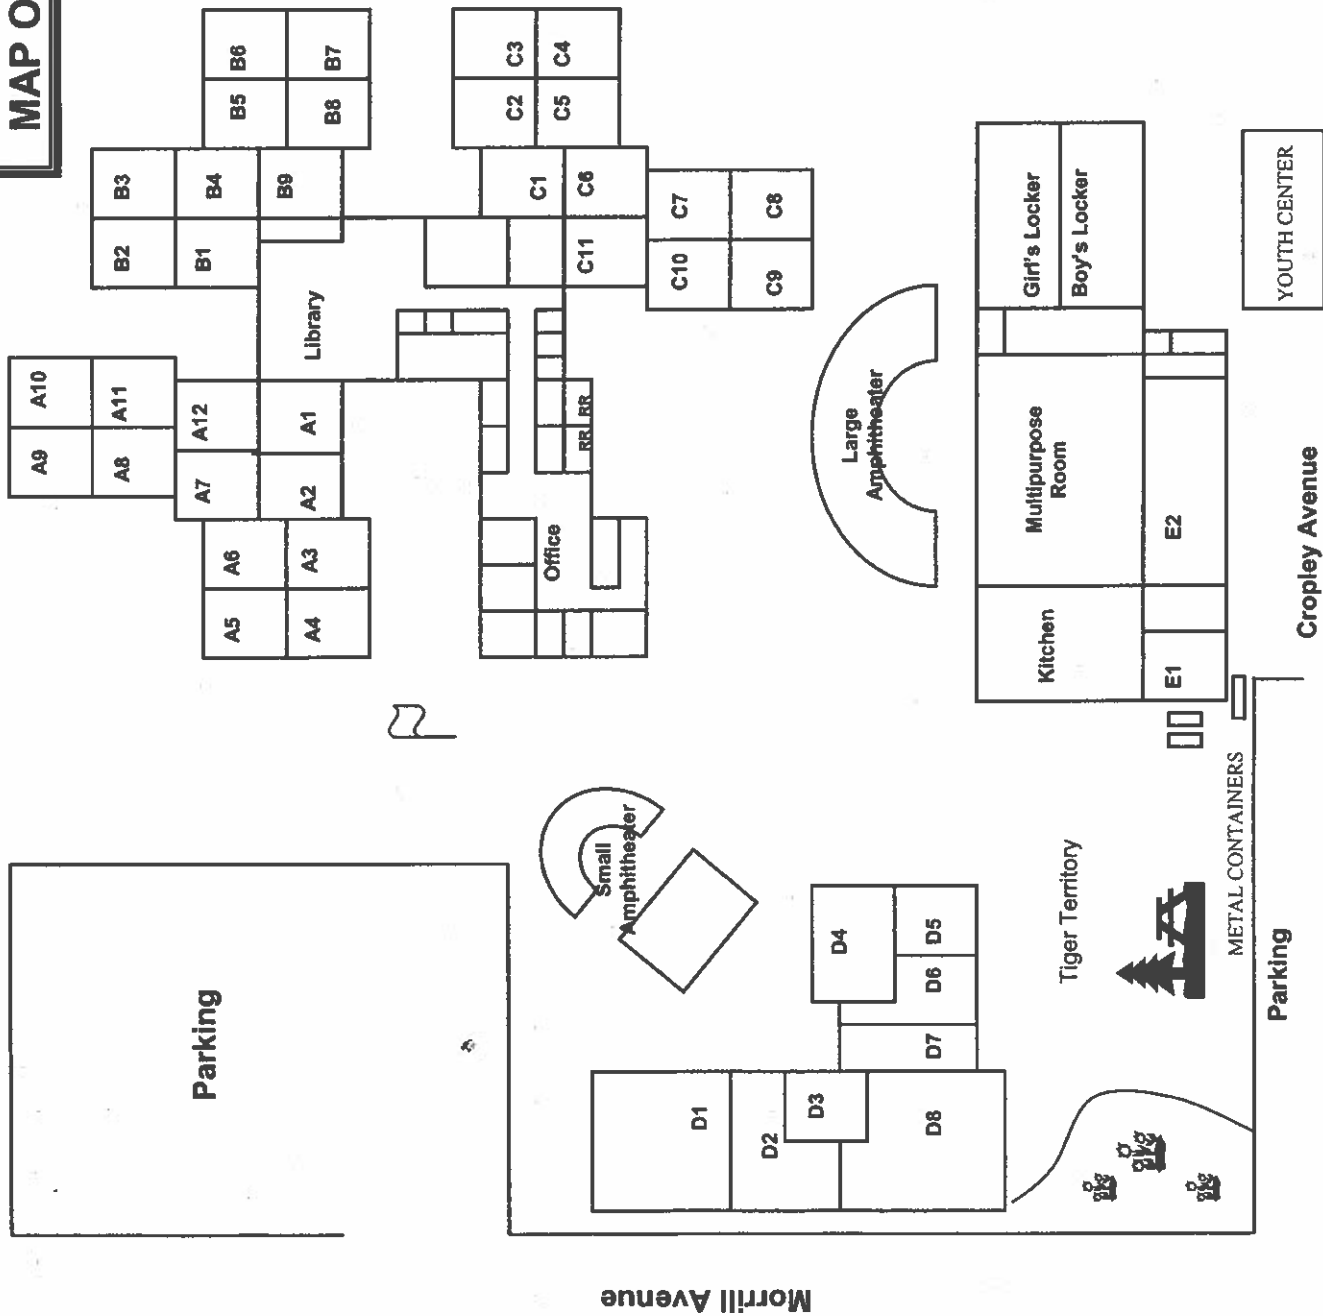 MAP O
A10
A9
A11
A8
A12
A7
A1
A2
A6
A5
A3
A4
B3
B2
B4
B1
B6
B5
B7
B8
B9
Library
C3
C2
C4
C5
C1
C6
C11
C7
C10
C8
C9
RR
RR
Office
Large
Amphitheater
Girl's Locker
Boy's Locker
Multipurpose
Room
Kitchen
E2
E1
YOUTH CENTER
Cropley Avenue
Parking
Small
Amphitheater
D4
D5
D6
D7
D1
D2
D3
D8
Tiger Territory
METAL CONTAINERS
Parking
Morrill Avenue